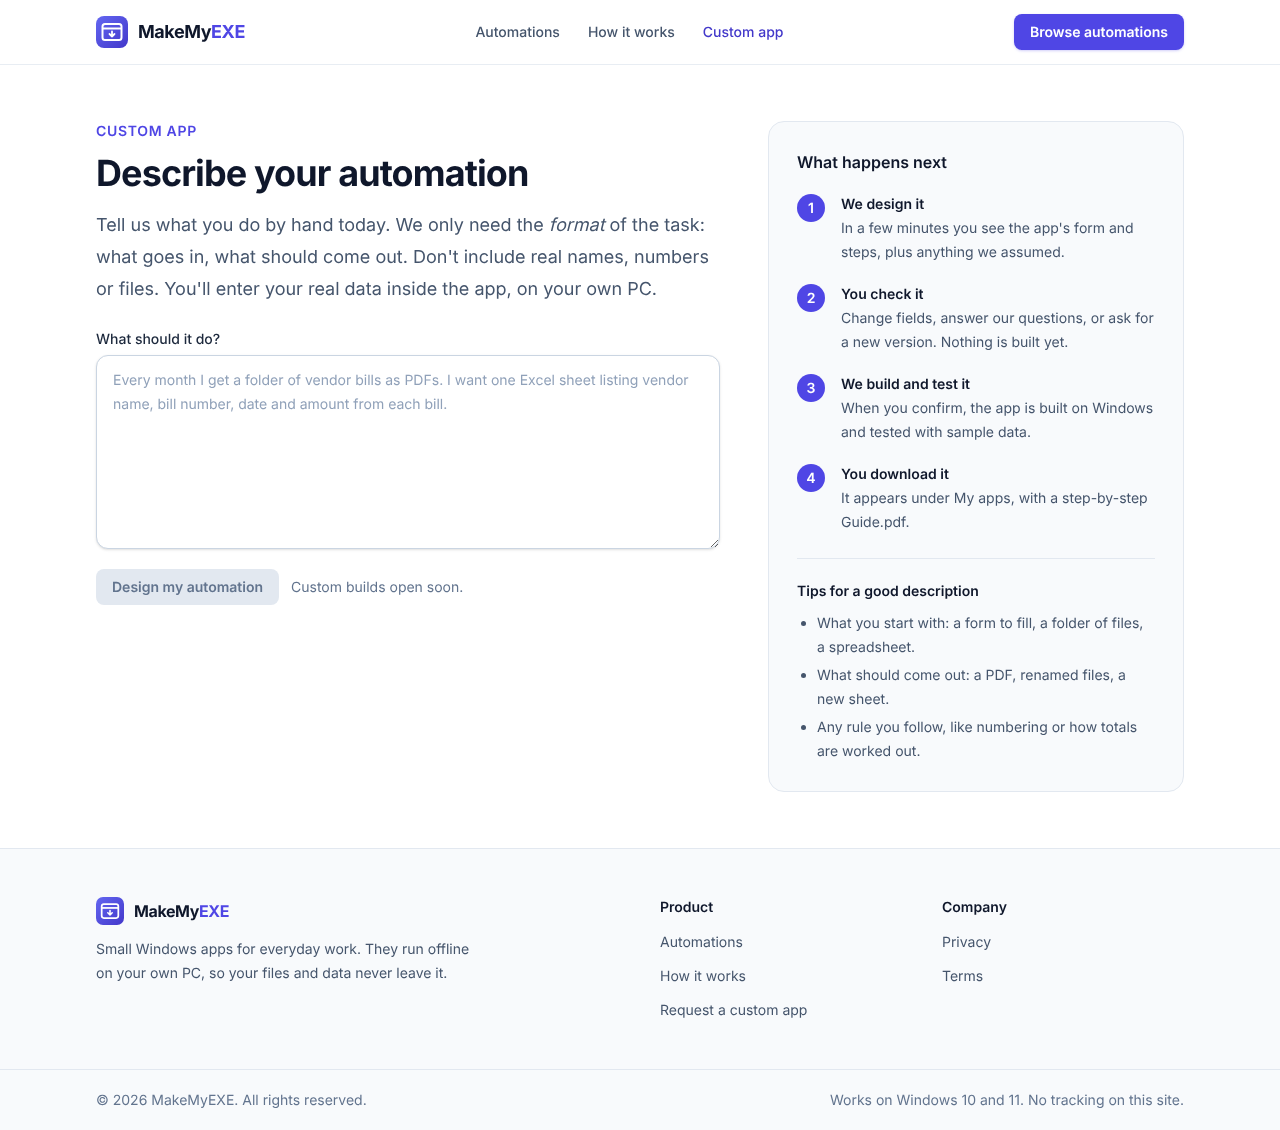 MakeMyEXE
Automations
How it works
Custom app
Browse automations
CUSTOM APP
Describe your automation
Tell us what you do by hand today. We only need the format of the task:
what goes in, what should come out. Don't include real names, numbers
or files. You'll enter your real data inside the app, on your own PC.
What should it do?
Every month I get a folder of vendor bills as PDFs. I want one Excel sheet listing vendor
name, bill number, date and amount from each bill.
Design my automation
Custom builds open soon.
What happens next
1
We design it
In a few minutes you see the app's form and
steps, plus anything we assumed.
2
You check it
Change fields, answer our questions, or ask for
a new version. Nothing is built yet.
3
We build and test it
When you confirm, the app is built on Windows
and tested with sample data.
4
You download it
It appears under My apps, with a step-by-step
Guide.pdf.
Tips for a good description
• What you start with: a form to fill, a folder of files,
a spreadsheet.
• What should come out: a PDF, renamed files, a
new sheet.
• Any rule you follow, like numbering or how totals
are worked out.
MakeMyEXE
Small Windows apps for everyday work. They run offline
on your own PC, so your files and data never leave it.
Product
Automations
How it works
Request a custom app
Company
Privacy
Terms
© 2026 MakeMyEXE. All rights reserved.
Works on Windows 10 and 11. No tracking on this site.